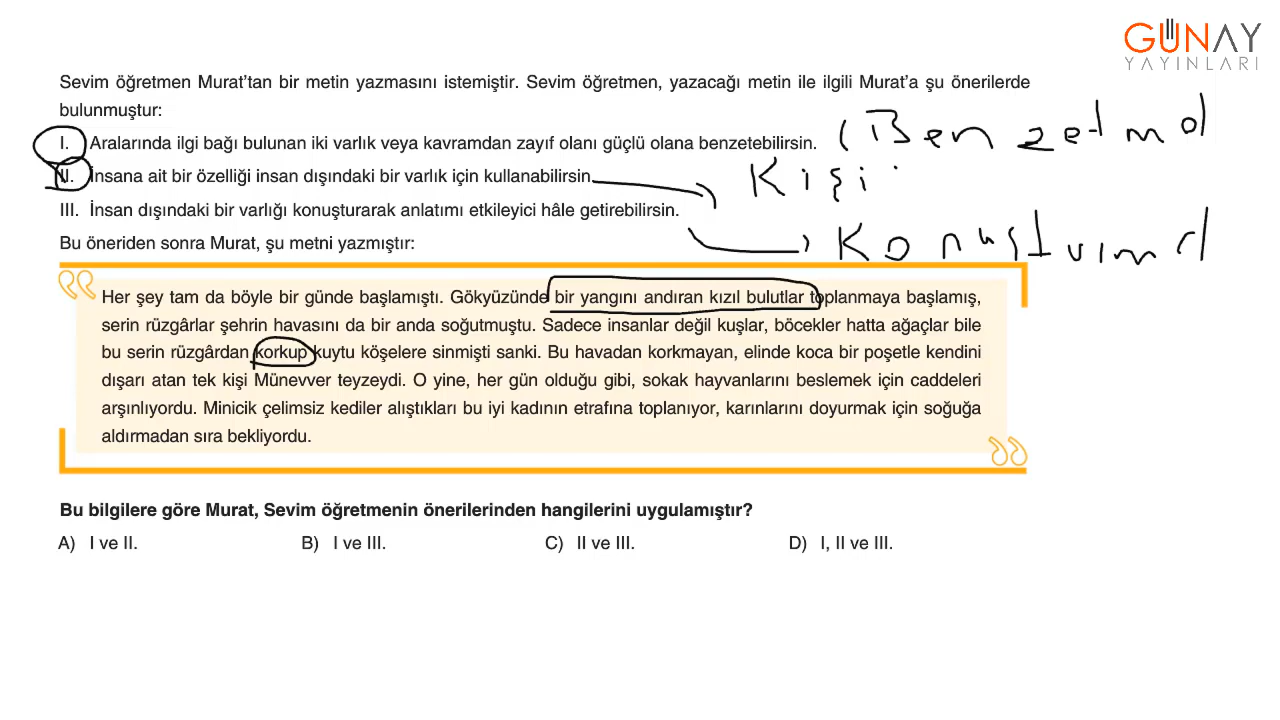 GÜNAY
YAYINLARI
Sevim öğretmen Murat'tan bir metin yazmasını istemiştir. Sevim öğretmen, yazacağı metin ile ilgili Murat'a şu önerilerde
bulunmuştur:
I. Aralarında ilgi bağı bulunan iki varlık veya kavramdan zayıf olanı güçlü olana benzetebilirsin. (Benzetmd
II. İnsana ait bir özelliği insan dışındaki bir varlık için kullanabilirsin. Kişi
III. İnsan dışındaki bir varlığı konuşturarak anlatımı etkileyici hâle getirebilirsin.
Bu öneriden sonra Murat, şu metni yazmıştır: Konuşturmd
Her şey tam da böyle bir günde başlamıştı. Gökyüzünde bir yangını andıran kızıl bulutlar toplanmaya başlamış,
serin rüzgârlar şehrin havasını da bir anda soğutmuştu. Sadece insanlar değil kuşlar, böcekler hatta ağaçlar bile
bu serin rüzgârdan korkup kuytu köşelere sinmişti sanki. Bu havadan korkmayan, elinde koca bir poşetle kendini
dışarı atan tek kişi Münevver teyzeydi. O yine, her gün olduğu gibi, sokak hayvanlarını beslemek için caddeleri
arşınlıyordu. Minicik çelimsiz kediler alıştıkları bu iyi kadının etrafına toplanıyor, karınlarını doyurmak için soğuğa
aldırmadan sıra bekliyordu.
Bu bilgilere göre Murat, Sevim öğretmenin önerilerinden hangilerini uygulamıştır?
A) I ve II. B) I ve III. C) II ve III. D) I, II ve III.